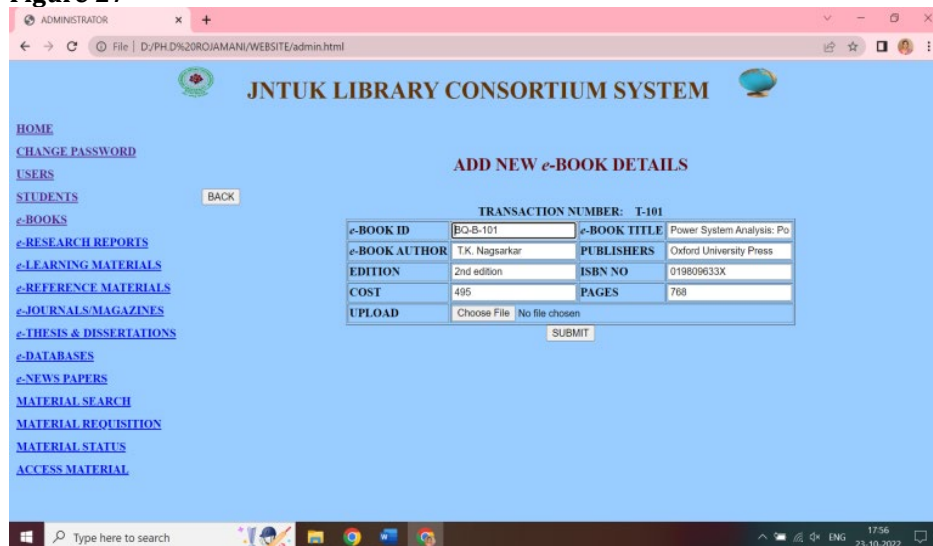 ADMINISTRATOR
File | D:/PH.D%20ROJAMANI/WEBSITE/admin.html
JNTUK LIBRARY CONSORTIUM SYSTEM
HOME
CHANGE PASSWORD
USERS
STUDENTS
e-BOOKS
e-RESEARCH REPORTS
e-LEARNING MATERIALS
e-REFERENCE MATERIALS
e-JOURNALS/MAGAZINES
e-THESIS & DISSERTATIONS
e-DATABASES
e-NEWS PAPERS
MATERIAL SEARCH
MATERIAL REQUISITION
MATERIAL STATUS
ACCESS MATERIAL
BACK
ADD NEW e-BOOK DETAILS
TRANSACTION NUMBER: T-101
e-BOOK ID BQ-B-101 e-BOOK TITLE Power System Analysis: Po
e-BOOK AUTHOR T.K. Nagsarkar PUBLISHERS Oxford University Press
EDITION 2nd edition ISBN NO 019809633X
COST 495 PAGES 768
UPLOAD Choose File No file chosen
SUBMIT
Type here to search
ENG
17:56
23-10-2022